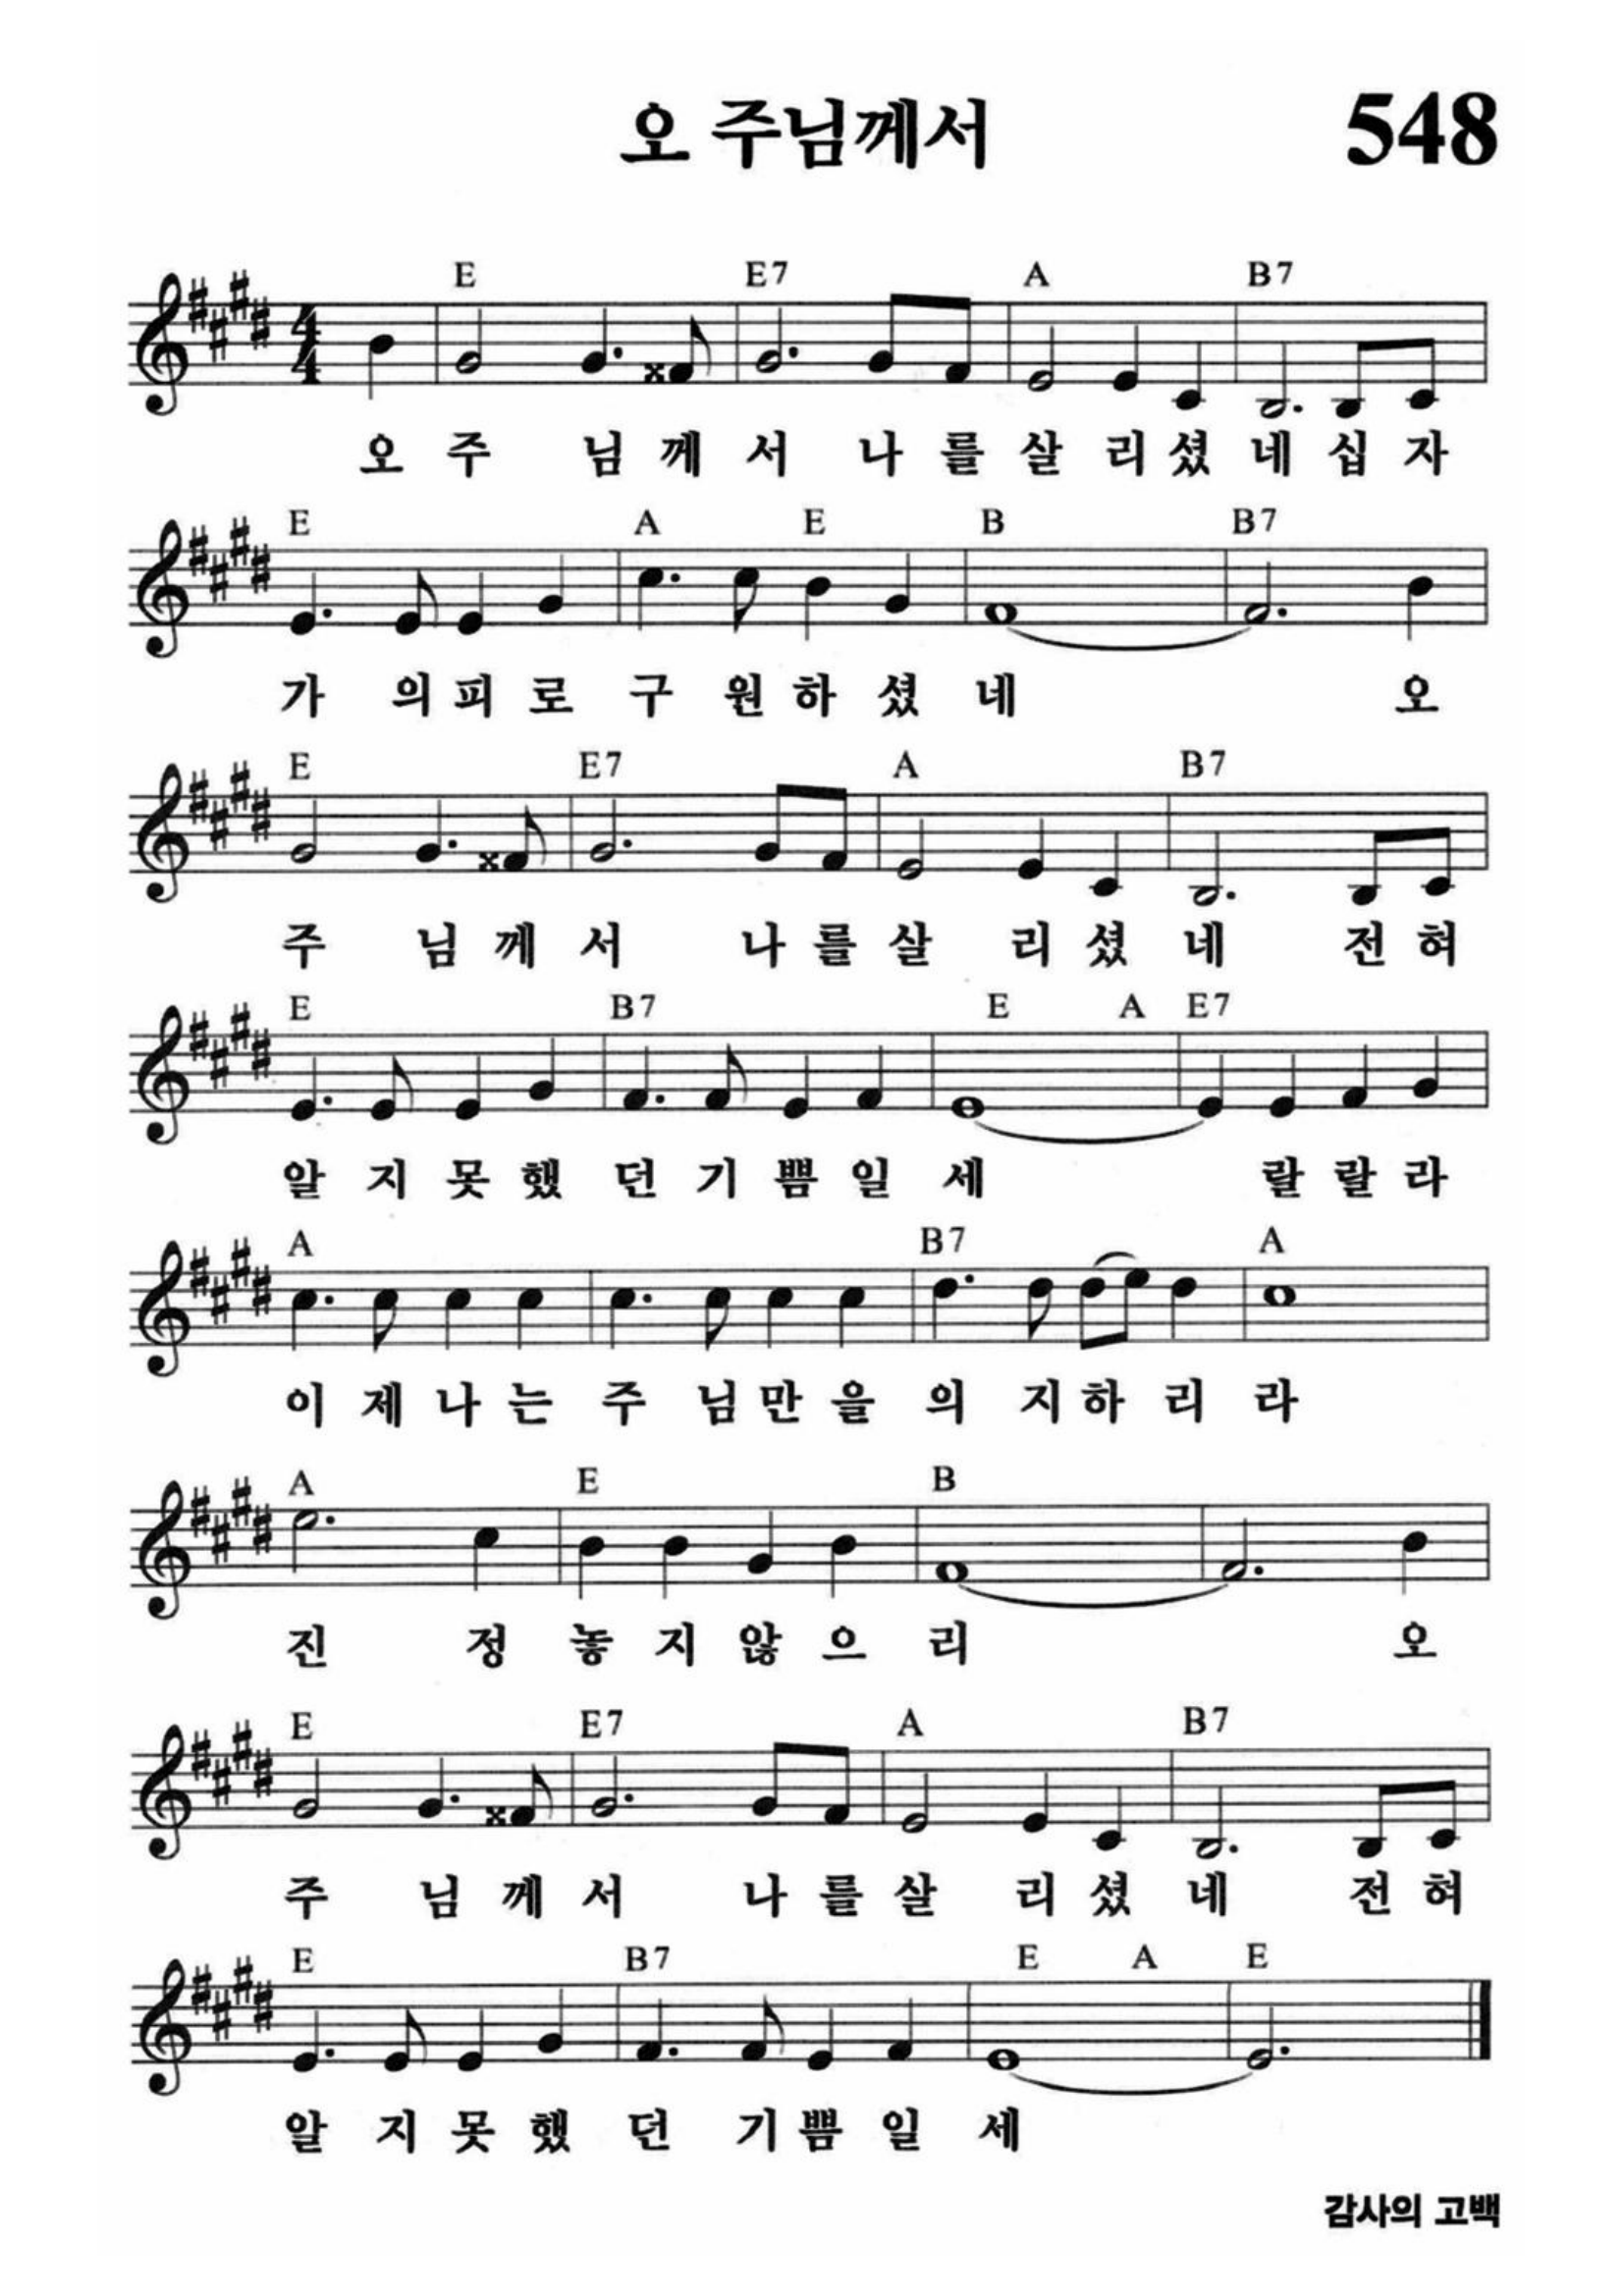 오 주님께서 548
E E7 A B7
오 주 님 께 서 나 를 살 리 셨 네 십 자
E A E B B7
가 의 피 로 구 원 하 셨 네 오
E E7 A B7
주 님 께 서 나 를 살 리 셨 네 전 혀
E B7 E A E7
알 지 못 했 던 기 쁨 일 세 랄 랄 라
A B7 A
이 제 나 는 주 님 만 을 의 지 하 리 라
A E B
진 정 놓 지 않 으 리 오
E E7 A B7
주 님 께 서 나 를 살 리 셨 네 전 혀
E B7 E A E
알 지 못 했 던 기 쁨 일 세
감사의 고백